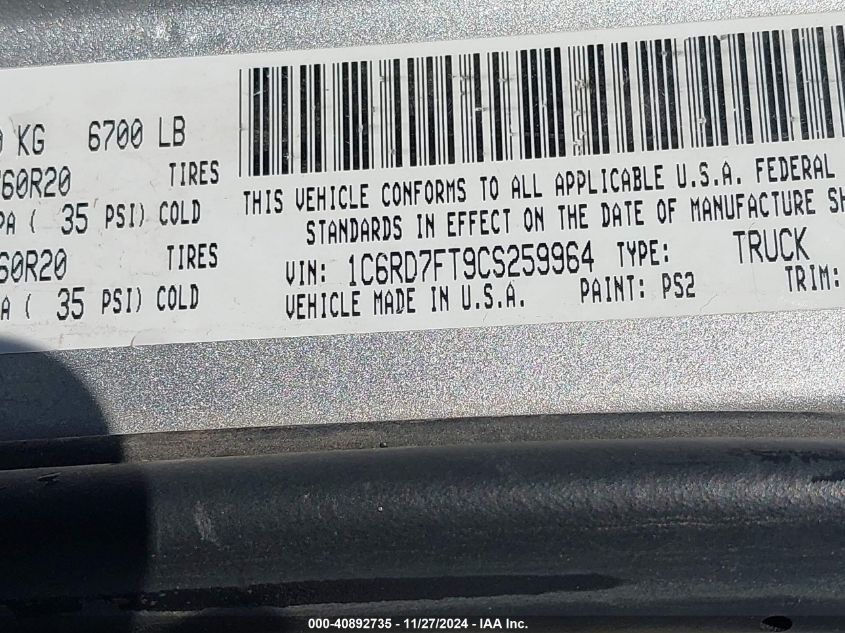 KG 6700 LB
60R20 TIRES
PA ( 35 PSI) COLD
60R20 TIRES
A ( 35 PSI) COLD
THIS VEHICLE CONFORMS TO ALL APPLICABLE U.S.A. FEDERAL
STANDARDS IN EFFECT ON THE DATE OF MANUFACTURE SH
VIN: 1C6RD7FT9CS259964 TYPE: TRUCK
VEHICLE MADE IN U.S.A. PAINT: PS2 TRIM:
000-40892735 - 11/27/2024 - IAA Inc.